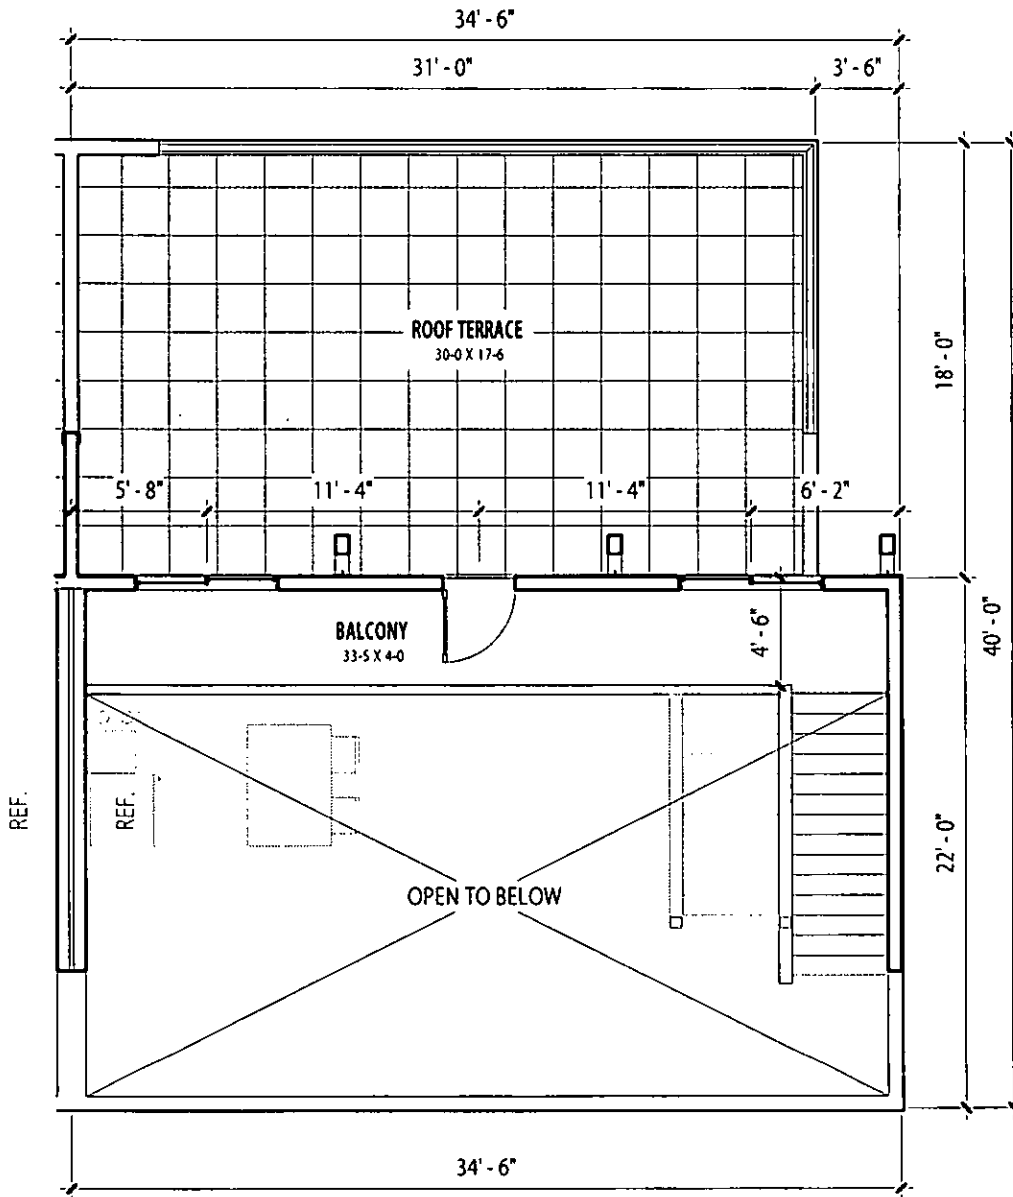 34' - 6"
31' - 0"
3' - 6"
ROOF TERRACE
30-0 X 17-6
18' - 0"
5' - 8"
11' - 4"
11' - 4"
6' - 2"
BALCONY
33-5 X 4-0
4' - 6"
40' - 0"
REF.
REF.
22' - 0"
OPEN TO BELOW
34' - 6"